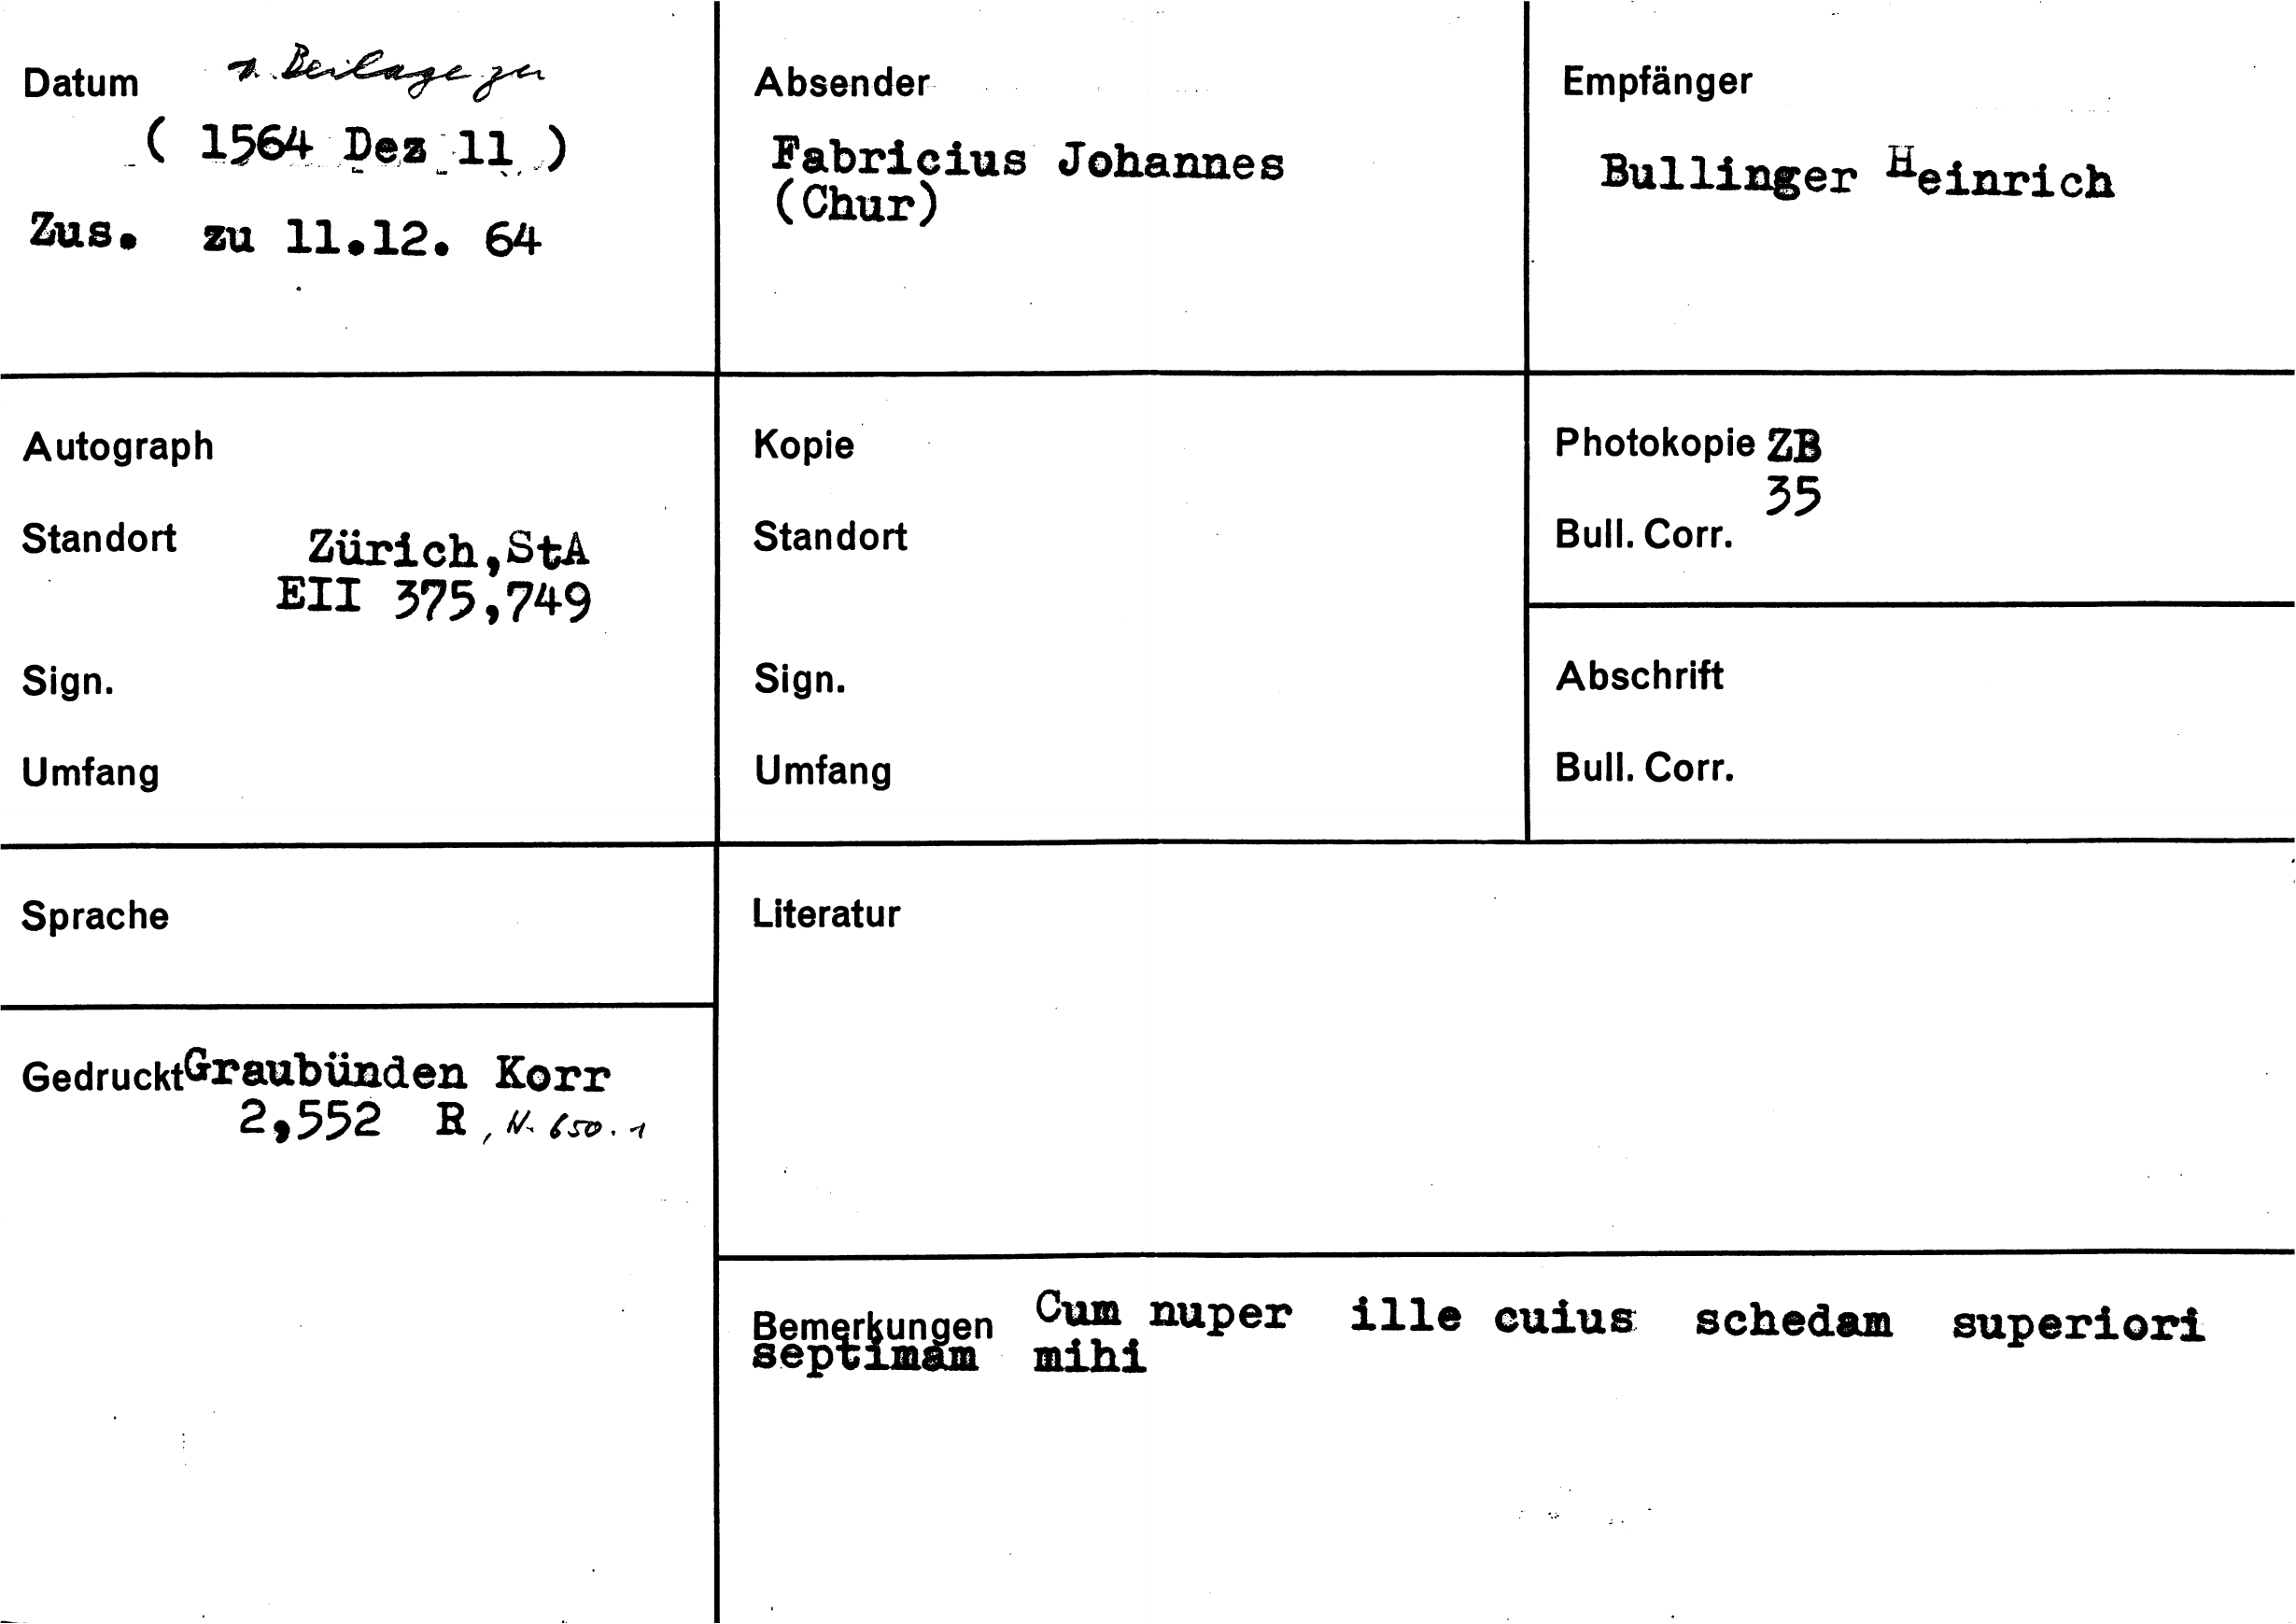 Datum 1. Beilage zu
( 1564 Dez 11 )
Zus. zu 11.12. 64
Absender
Fabricius Johannes
(Chur)
Empfänger
Bullinger Heinrich
Autograph
Standort Zürich,StA
EII 375,749
Sign.
Umfang
Kopie
Standort
Sign.
Umfang
Photokopie ZB
35
Bull. Corr.
Abschrift
Bull. Corr.
Sprache
Literatur
Gedruckt Graubünden Korr
2,552 R, N. 650.1
Bemerkungen Cum nuper ille cuius schedam superiori
septimam mihi